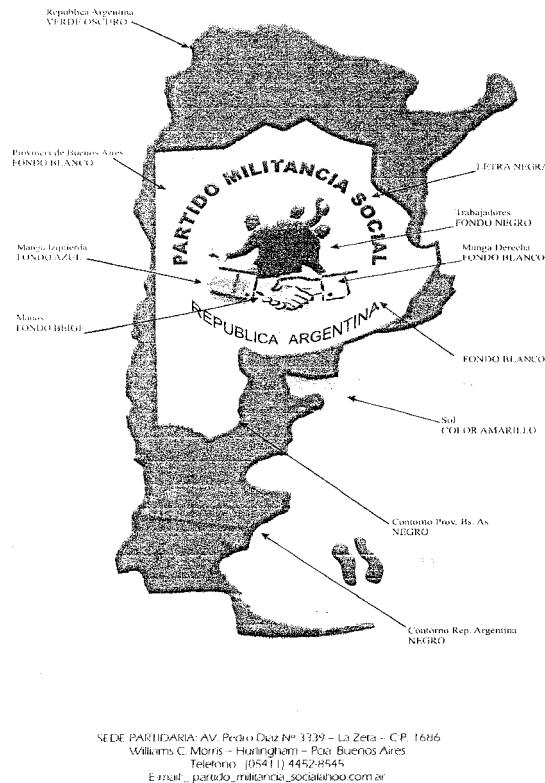 Republica Argentina
VERDE OSCURO
Provincia de Buenos Aires
FONDO BLANCO
LETRA NEGRA
PARTIDO MILITANCIA SOCIAL
Trabajadores
FONDO NEGRO
Manga Izquierda
FONDO AZUL
Manga Derecha
FONDO BLANCO
Manos
FONDO BEIGE
REPUBLICA ARGENTINA
FONDO BLANCO
Sol
COLOR AMARILLO
Contorno Prov. Bs. As.
NEGRO
Contorno Rep. Argentina
NEGRO
SEDE PARTIDARIA: AV. Pedro Diaz Nº 3339 – La Zeta – C.P. 1686
Williams C. Morris – Hurlingham – Pcia. Buenos Aires
Telefono: (05411) 4452-8545
E-mail:_ partido_militancia_socialahoo.com.ar